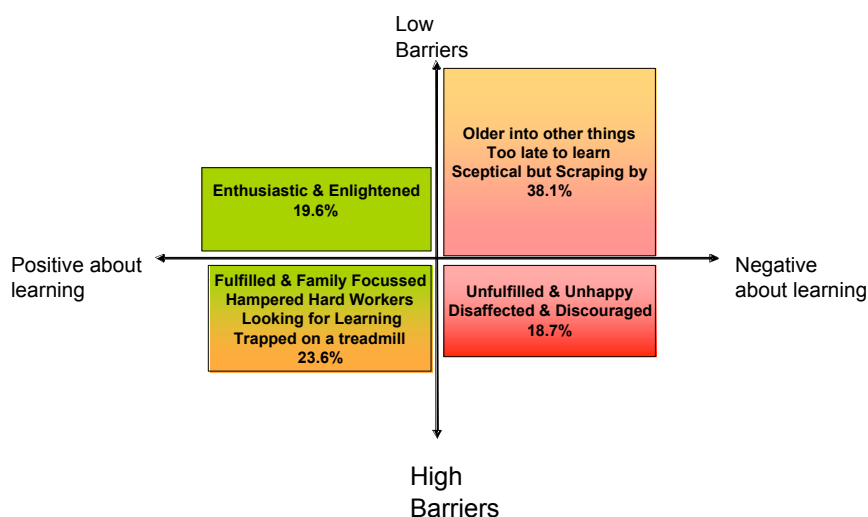 Low
Barriers
Older into other things
Too late to learn
Sceptical but Scraping by
38.1%
Enthusiastic & Enlightened
19.6%
Positive about
learning
Negative
about learning
Fulfilled & Family Focussed
Hampered Hard Workers
Looking for Learning
Trapped on a treadmill
23.6%
Unfulfilled & Unhappy
Disaffected & Discouraged
18.7%
High
Barriers